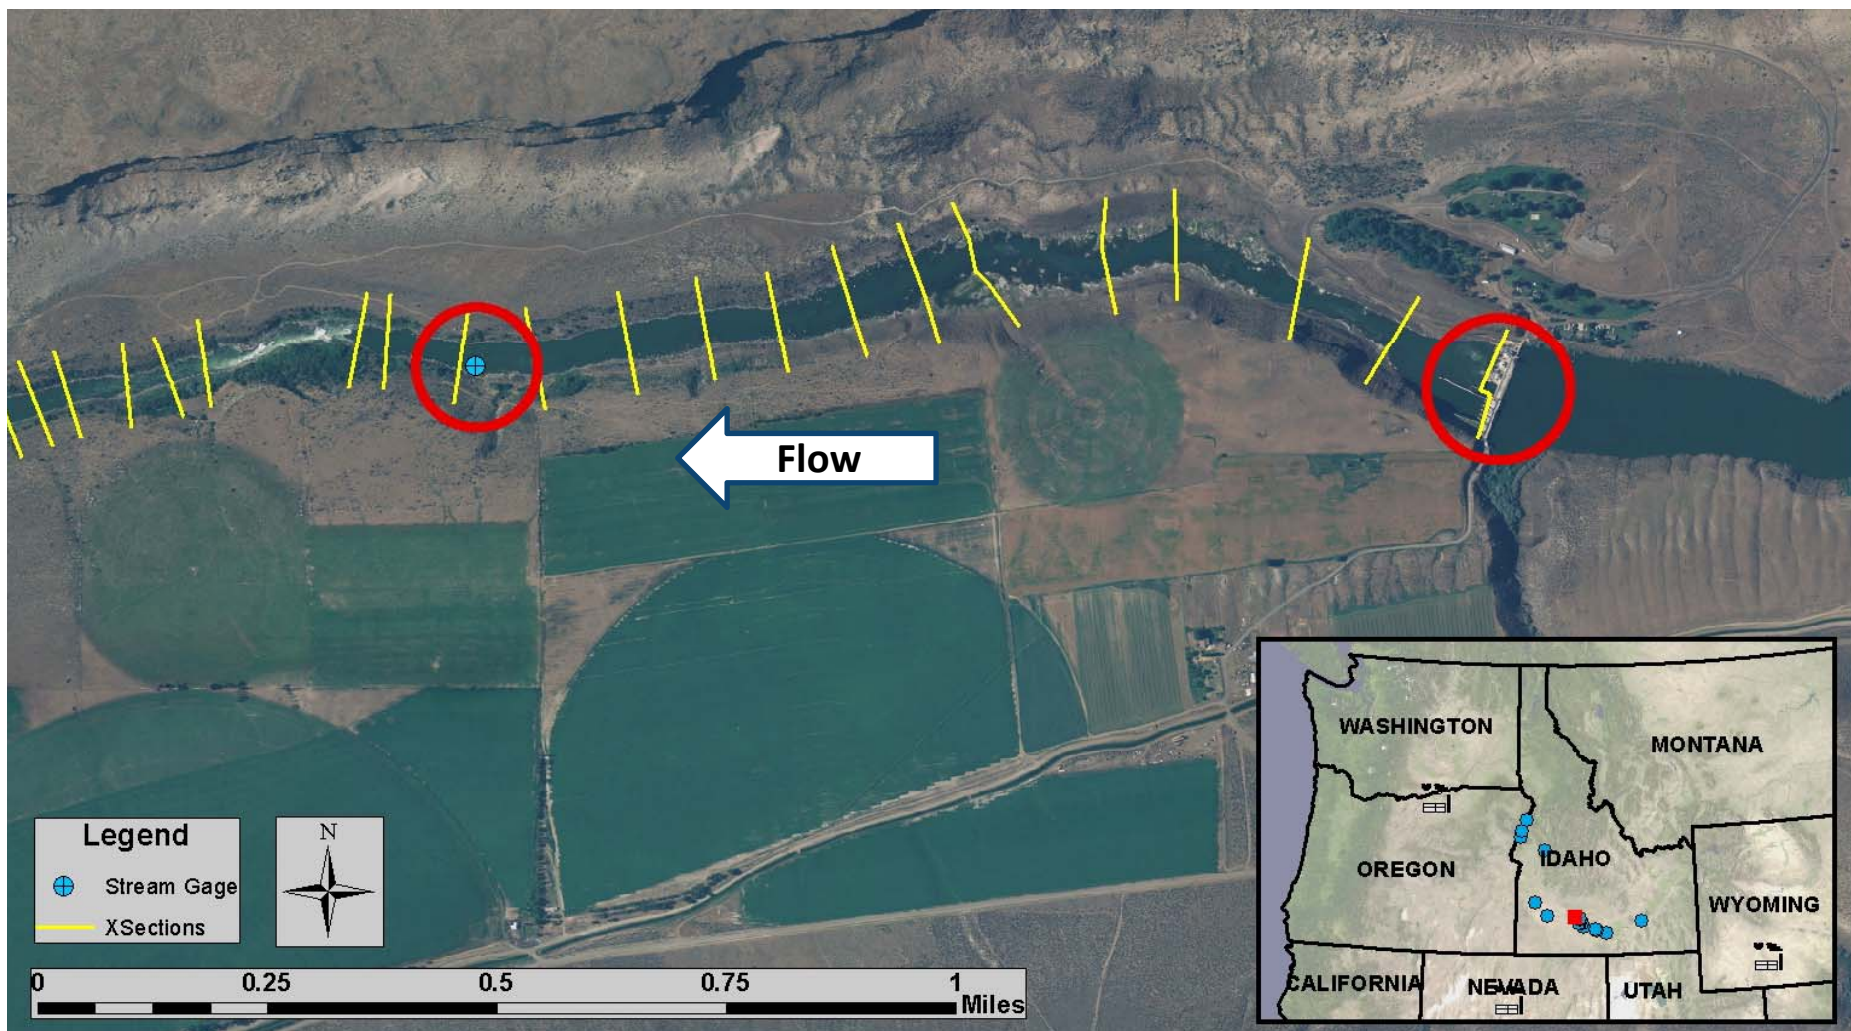 Flow
Legend
Stream Gage
XSections
N
0 0.25 0.5 0.75 1
Miles
WASHINGTON
MONTANA
OREGON
IDAHO
WYOMING
CALIFORNIA
NEVADA
UTAH